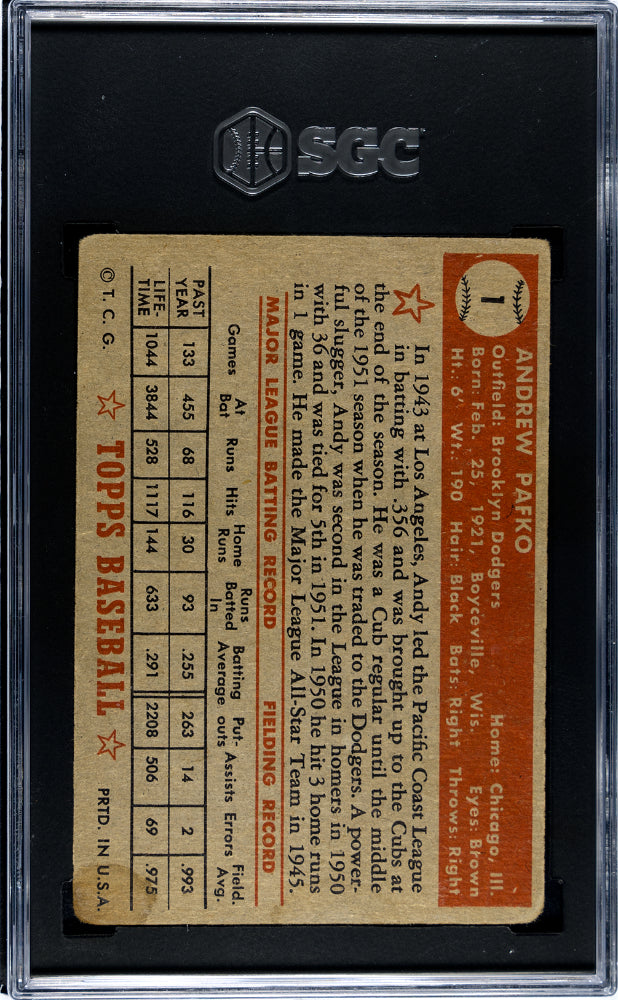 SGC
1
ANDREW PAFKO
Outfield: Brooklyn Dodgers Home: Chicago, Ill.
Born: Feb. 25, 1921, Boyceville, Wis. Eyes: Brown
Ht.: 6' Wt.: 190 Hair: Black Bats: Right Throws: Right
In 1943 at Los Angeles, Andy led the Pacific Coast League
in batting with .356 and was brought up to the Cubs at
the end of the season. He was a Cub regular until the middle
of the 1951 season when he was traded to the Dodgers. A power-
ful slugger, Andy was second in the League in homers in 1950
with 36 and was tied for 5th in 1951. In 1950 he hit 3 home runs
in 1 game. He made the Major League All-Star Team in 1945.
MAJOR LEAGUE BATTING RECORD FIELDING RECORD
Games At Bat Runs Hits Home Runs Runs Batted In Batting Average Put-outs Assists Errors Field. Avg.
PAST YEAR 133 455 68 116 30 93 .255 263 14 2 .993
LIFE-TIME 1044 3844 528 1117 144 633 .291 2208 506 69 .975
© T. C. G. TOPPS BASEBALL PRTD. IN U.S.A.